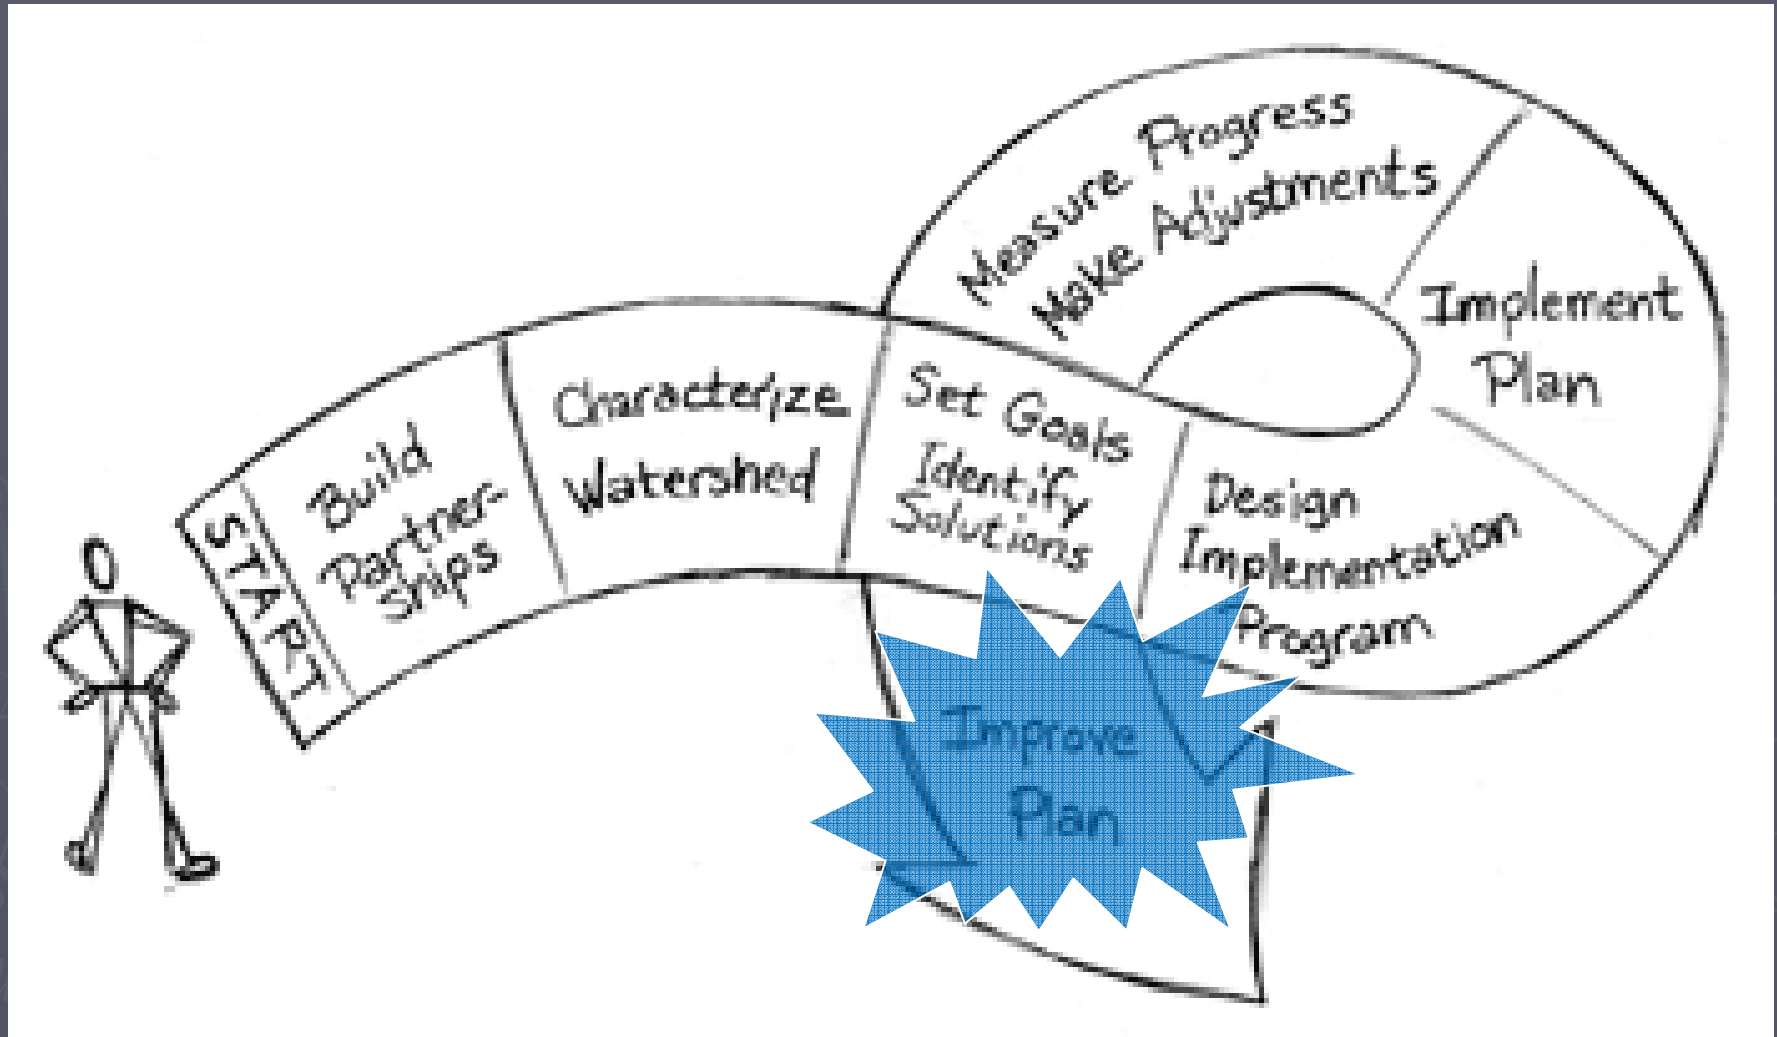 START
Build
Partner-
ships
Characterize
Watershed
Set Goals
Identify
Solutions
Design
Implementation
Program
Implement
Plan
Measure Progress
Make Adjustments
Improve
Plan